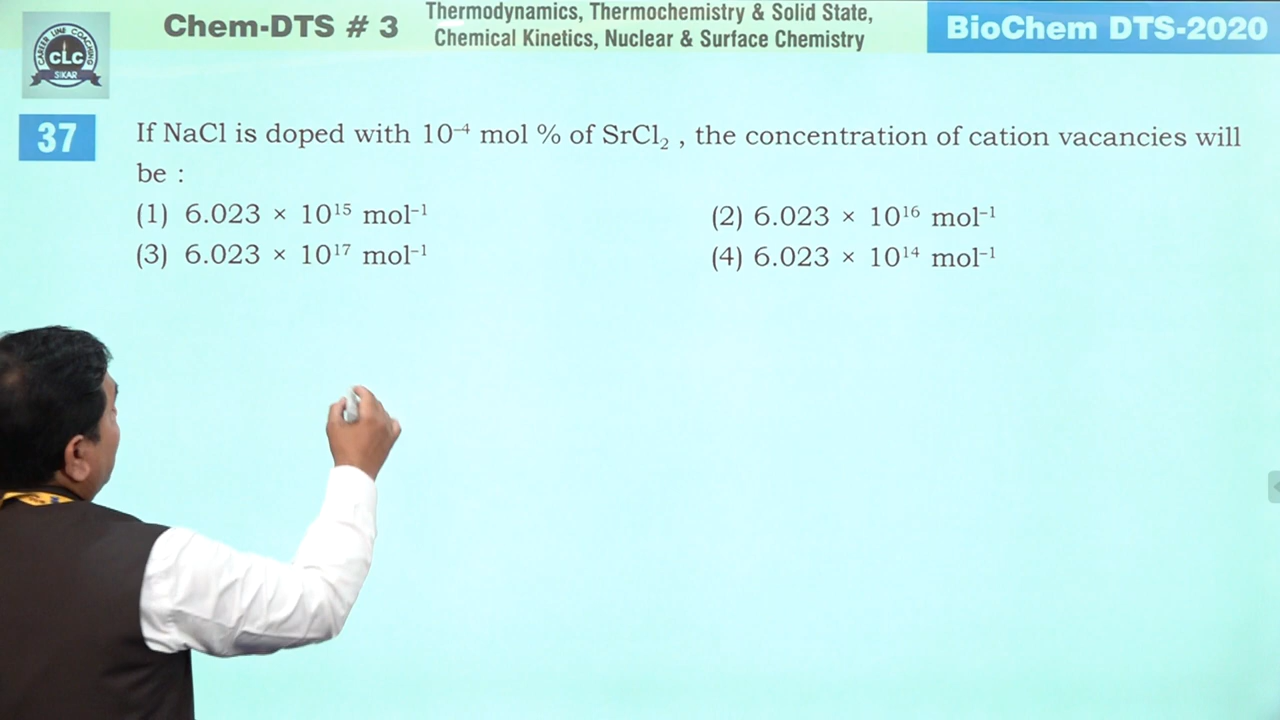 CAREER LINE COACHING
CLC
SIKAR
Chem-DTS # 3
Thermodynamics, Thermochemistry & Solid State,
Chemical Kinetics, Nuclear & Surface Chemistry
BioChem DTS-2020
37
If NaCl is doped with 10⁻⁴ mol % of SrCl₂ , the concentration of cation vacancies will
be :
(1) 6.023 × 10¹⁵ mol⁻¹
(2) 6.023 × 10¹⁶ mol⁻¹
(3) 6.023 × 10¹⁷ mol⁻¹
(4) 6.023 × 10¹⁴ mol⁻¹